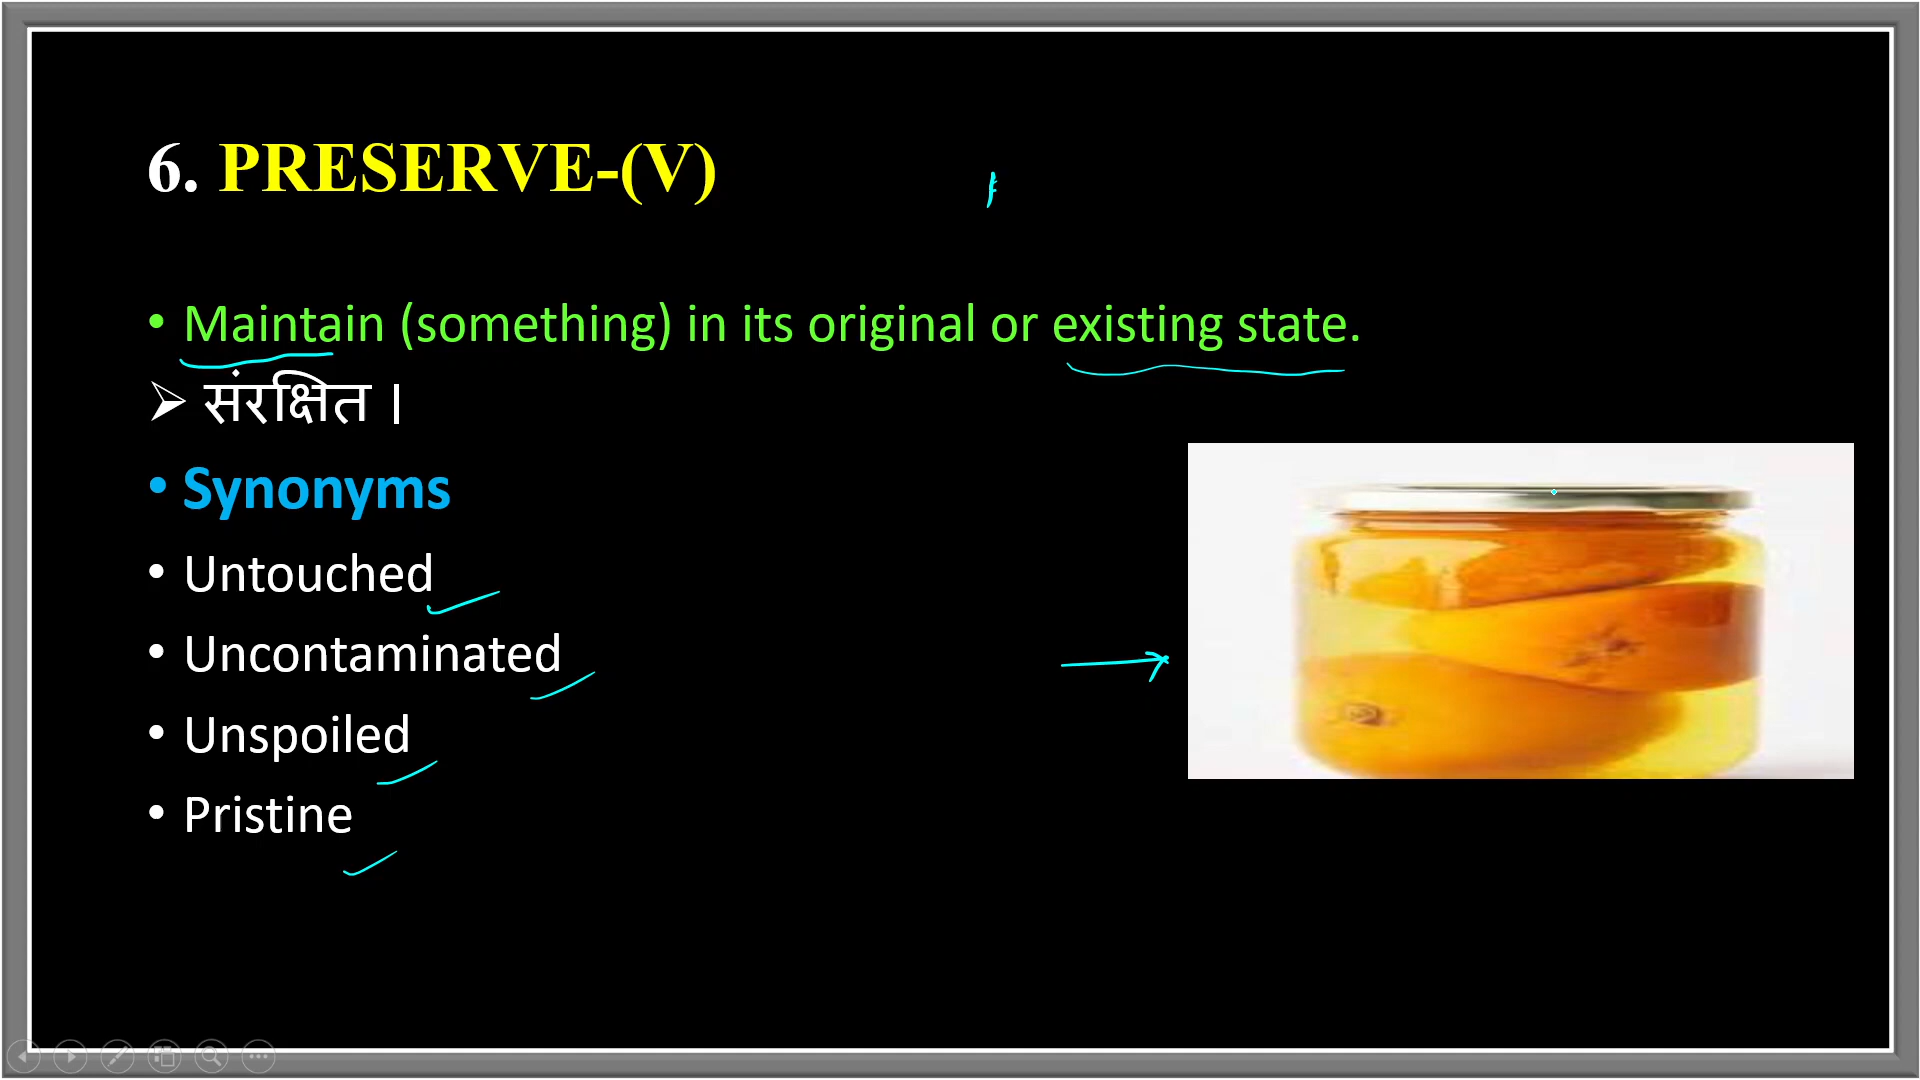 6. PRESERVE-(V)
• Maintain (something) in its original or existing state.
➢ संरक्षित ।
• Synonyms
• Untouched
• Uncontaminated
• Unspoiled
• Pristine